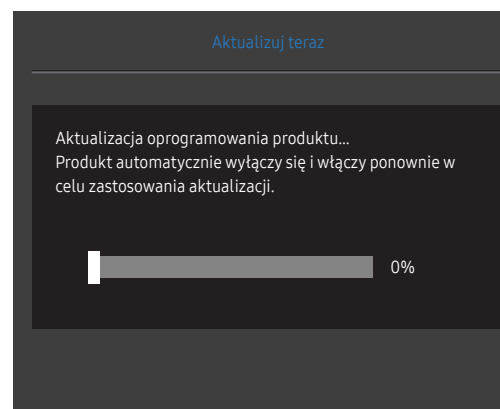 Aktualizuj teraz
Aktualizacja oprogramowania produktu...
Produkt automatycznie wyłączy się i włączy ponownie w
celu zastosowania aktualizacji.
0%